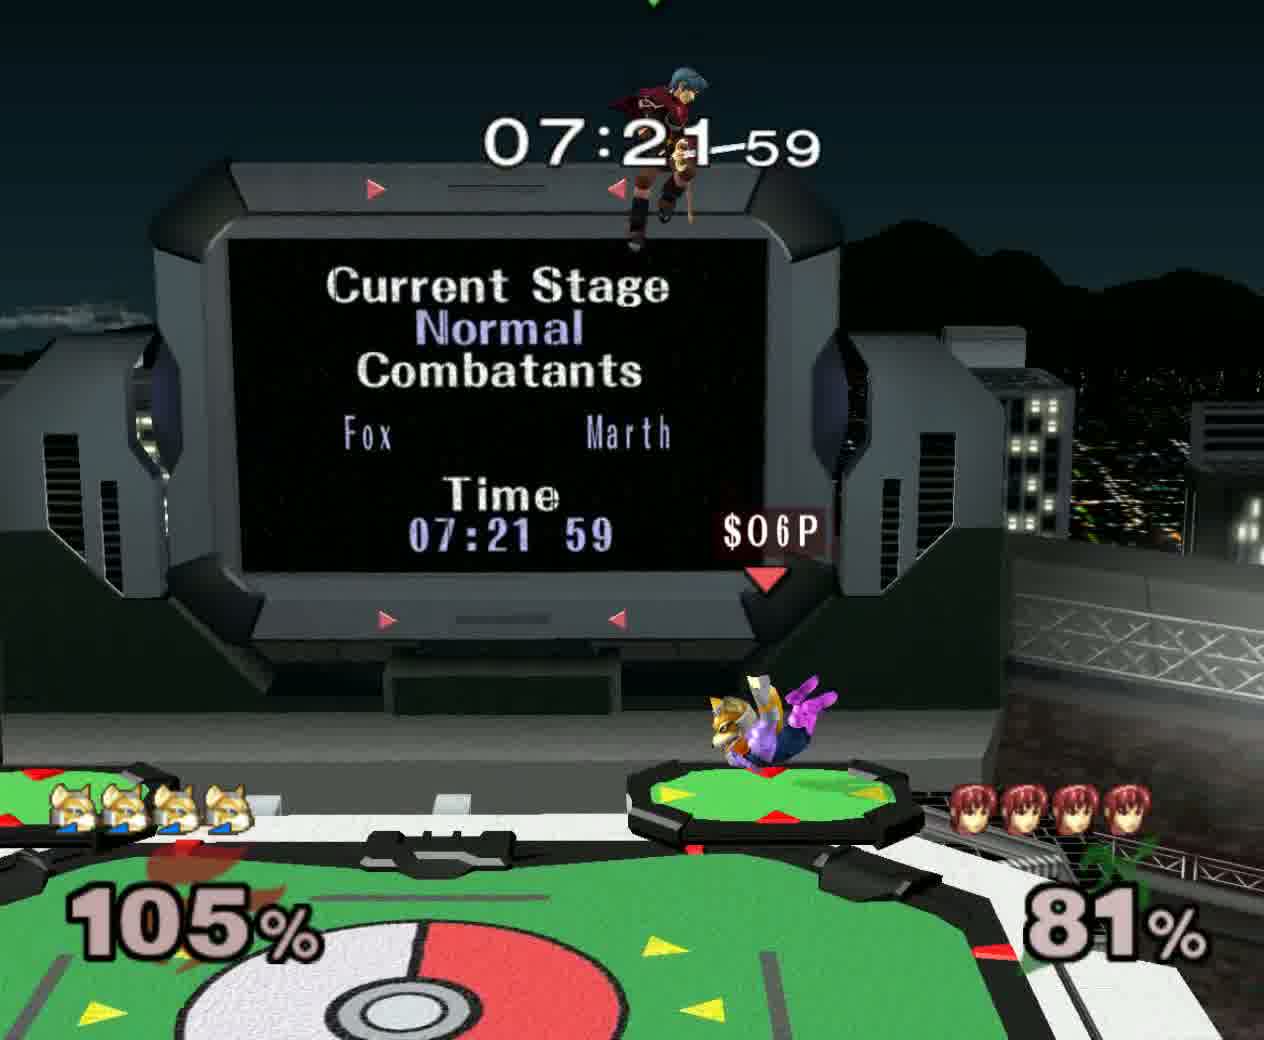 07:21 59
Current Stage
Normal
Combatants
Fox Marth
Time
07:21 59
$06P
105%
81%